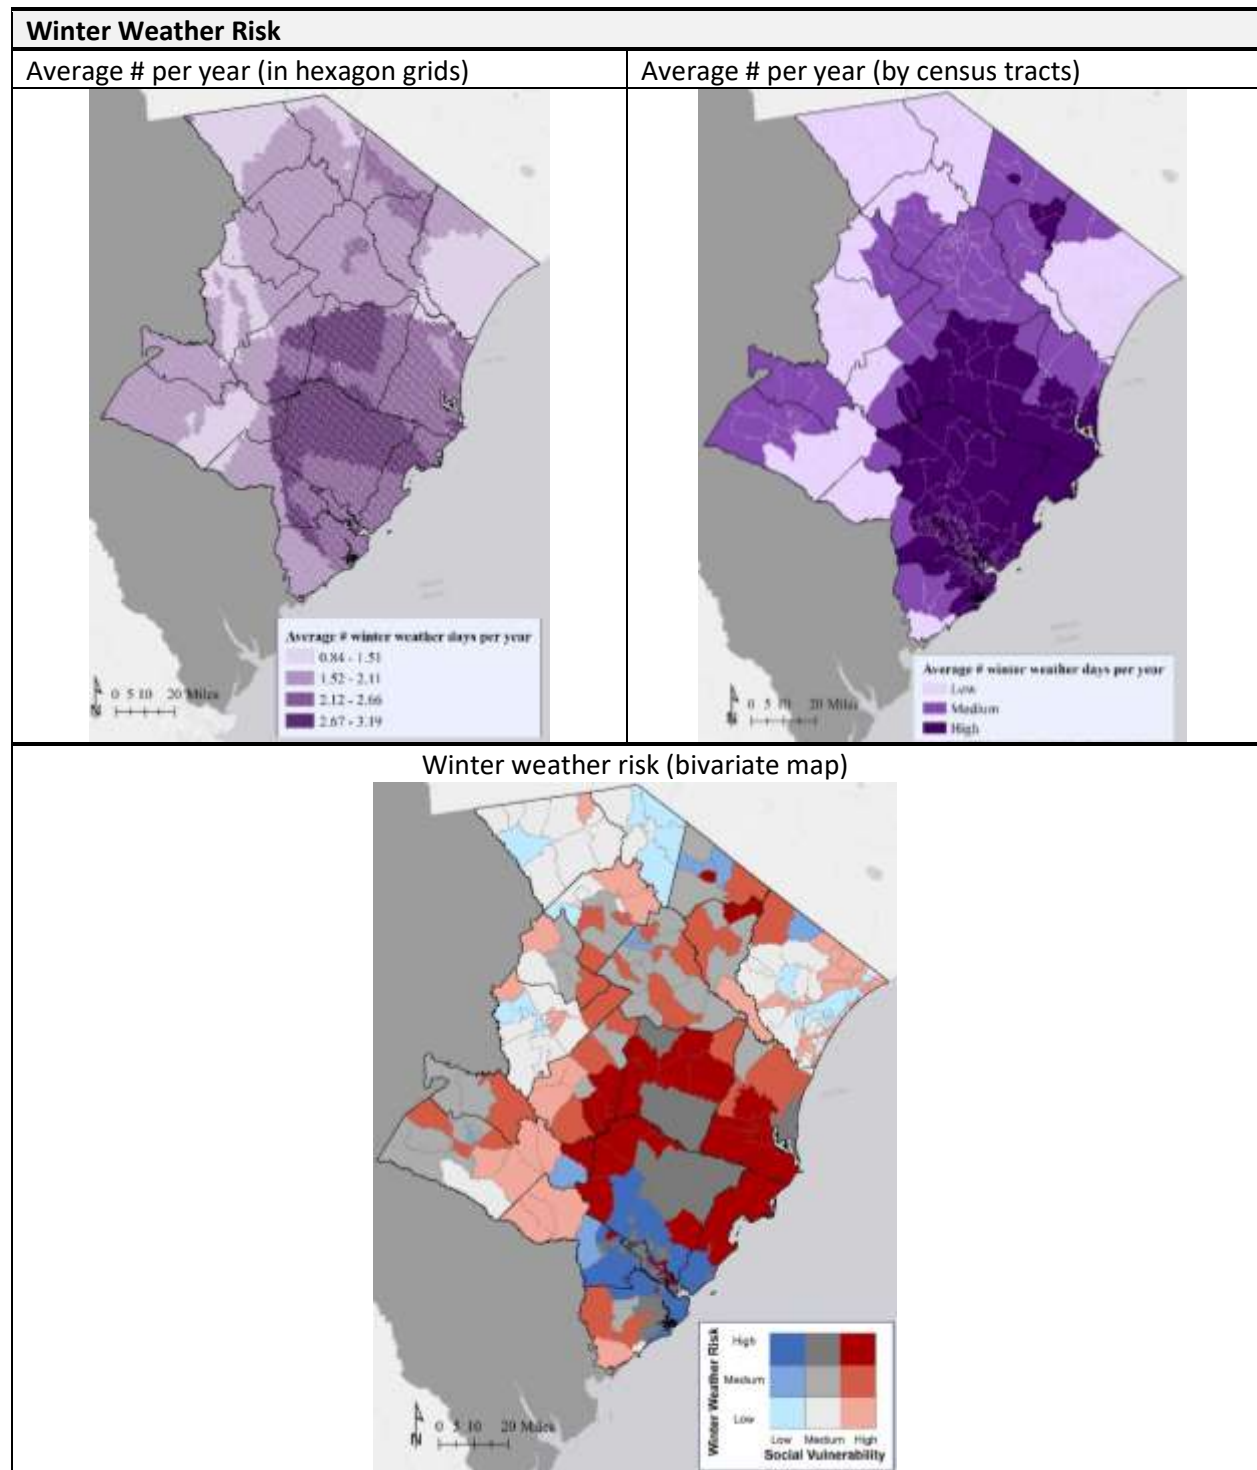 Winter Weather Risk
Average # per year (in hexagon grids)
Average # per year (by census tracts)
Average # winter weather days per year
0.84 - 1.51
1.52 - 2.11
2.12 - 2.66
2.67 - 3.19
0 5 10 20 Miles
N
Average # winter weather days per year
Low
Medium
High
0 5 10 20 Miles
N
Winter weather risk (bivariate map)
Winter Weather Risk
High
Medium
Low
Low Medium High
Social Vulnerability
0 5 10 20 Miles
N